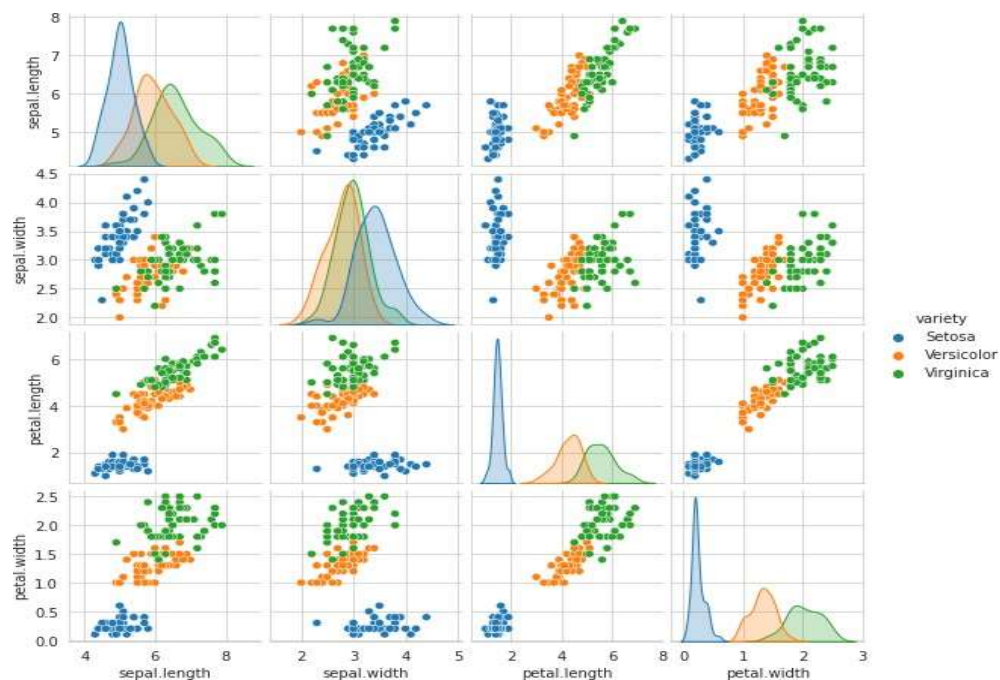 8
7
6
5
sepal.length
4.5
4.0
3.5
3.0
2.5
2.0
sepal.width
variety
Setosa
Versicolor
Virginica
6
4
2
petal.length
2.5
2.0
1.5
1.0
0.5
0.0
petal.width
4 6 8
2 3 4 5
2 4 6 8
0 1 2 3
sepal.length
sepal.width
petal.length
petal.width